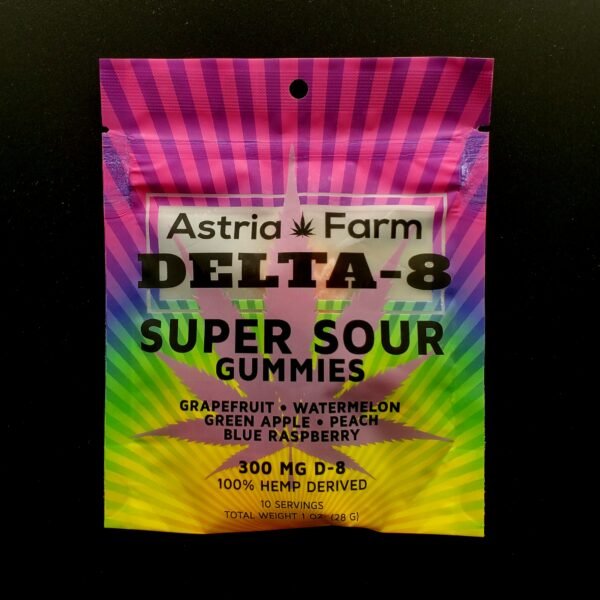 Astria Farm
DELTA-8
SUPER SOUR
GUMMIES
GRAPEFRUIT • WATERMELON
GREEN APPLE • PEACH
BLUE RASPBERRY
300 MG D-8
100% HEMP DERIVED
10 SERVINGS
TOTAL WEIGHT 1 OZ. (28 G)